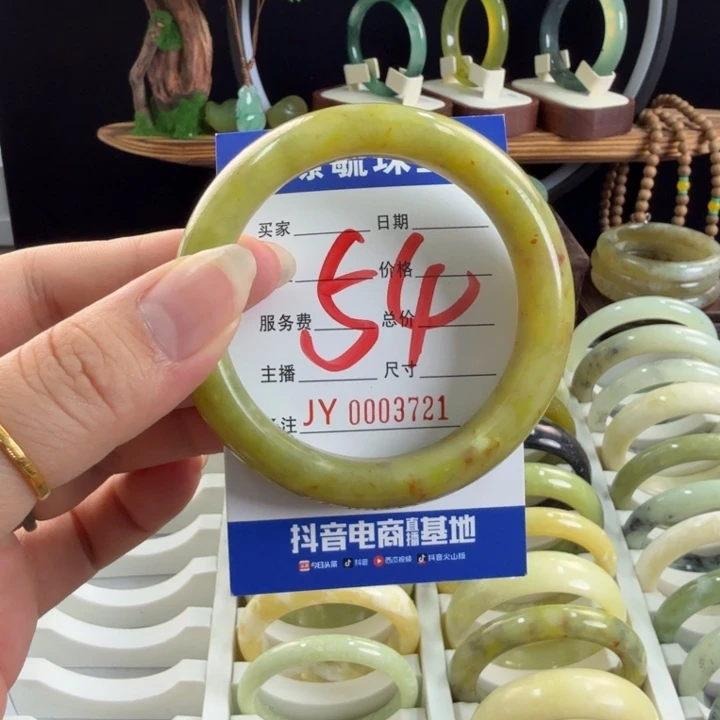 买家 日期
54
价格
服务费 总价
主播 尺寸
注 JY 0003721
抖音电商直播基地
今日头条 抖音 西瓜视频 抖音火山版